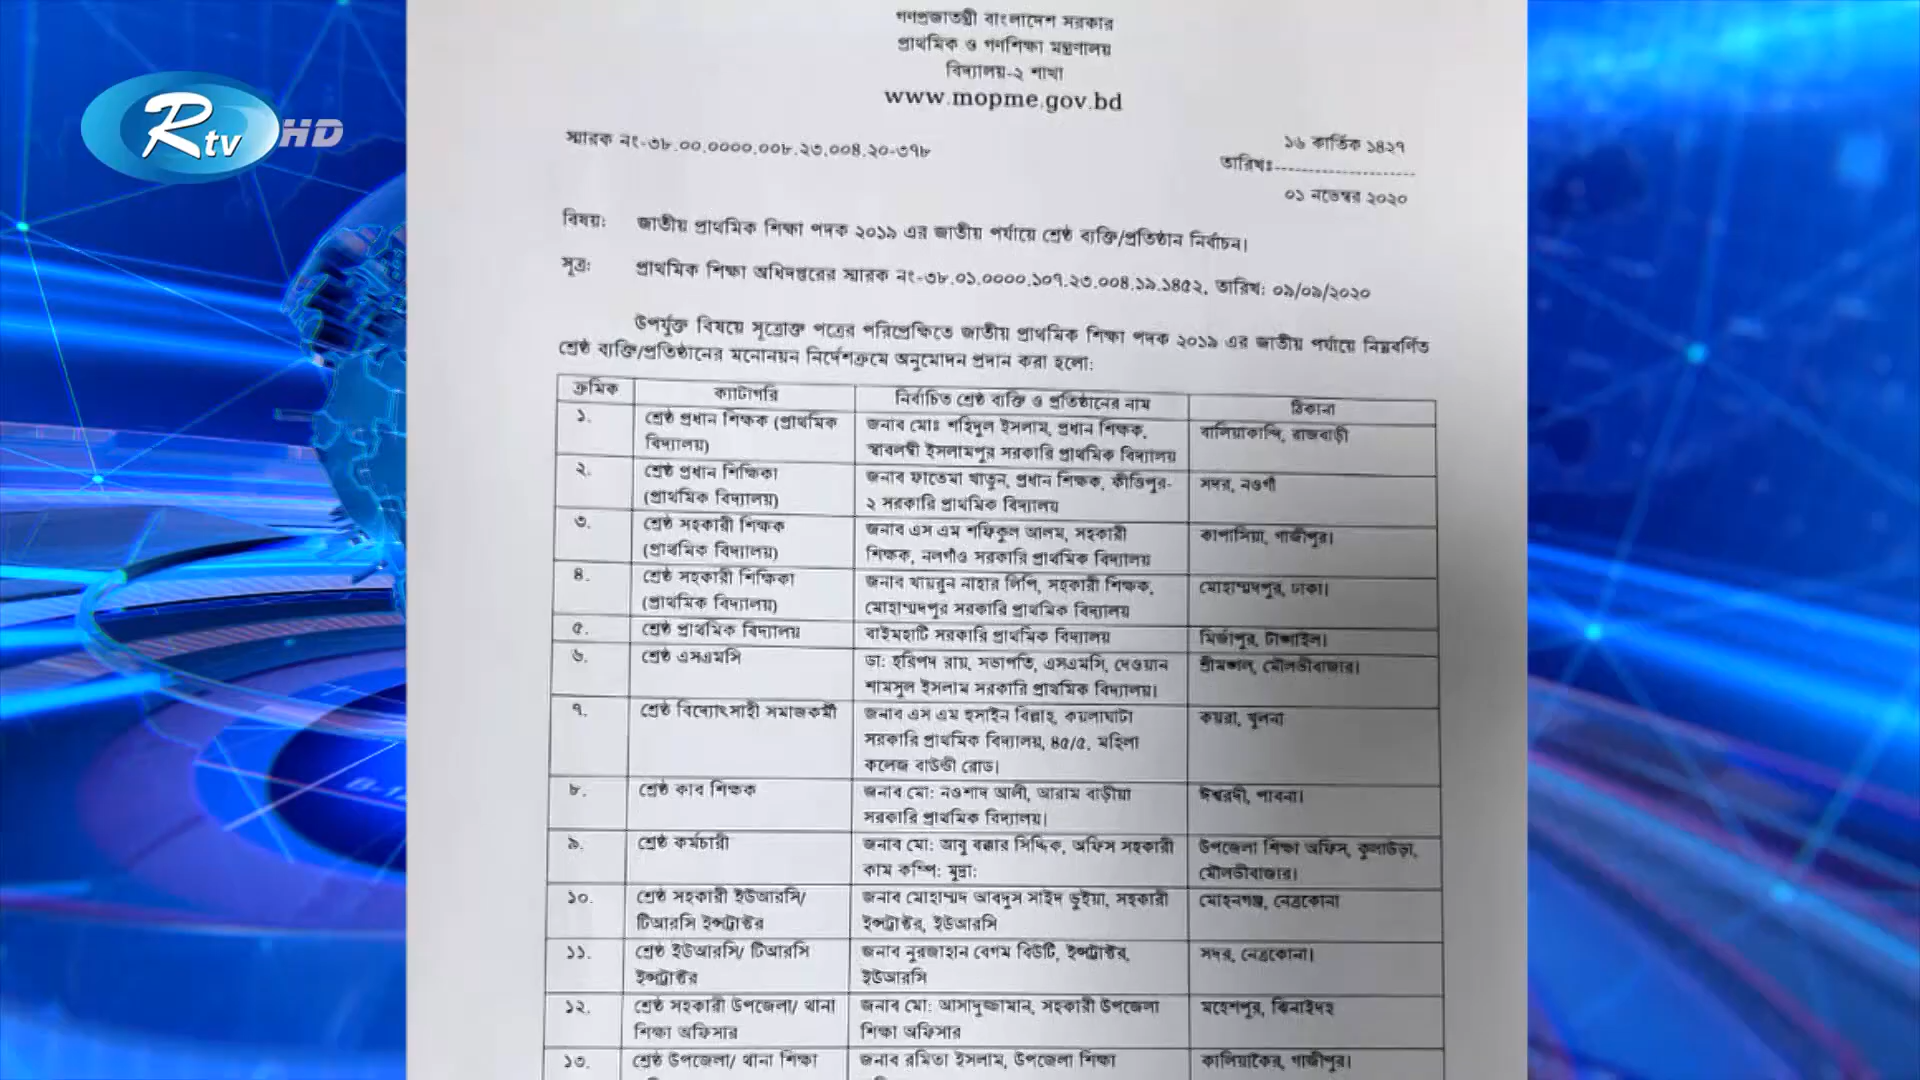 Rtv HD
গণপ্রজাতন্ত্রী বাংলাদেশ সরকার
প্রাথমিক ও গণশিক্ষা মন্ত্রণালয়
বিদ্যালয়-২ শাখা
www.mopme.gov.bd
স্মারক নং-৩৮.০০.০০০০.০০৮.২৩.০০৪.২০-৩৭৮
১৬ কার্তিক ১৪২৭
তারিখঃ----------------------
০১ নভেম্বর ২০২০
বিষয়: জাতীয় প্রাথমিক শিক্ষা পদক ২০১৯ এর জাতীয় পর্যায়ে শ্রেষ্ঠ ব্যক্তি/প্রতিষ্ঠান নির্বাচন।
সূত্র: প্রাথমিক শিক্ষা অধিদপ্তরের স্মারক নং-৩৮.০১.০০০০.১০৭.২৩.০০৪.১৯.১৪৫২, তারিখ: ০৯/০৯/২০২০
উপর্যুক্ত বিষয়ে সূত্রোক্ত পত্রের পরিপ্রেক্ষিতে জাতীয় প্রাথমিক শিক্ষা পদক ২০১৯ এর জাতীয় পর্যায়ে নিম্নবর্ণিত
শ্রেষ্ঠ ব্যক্তি/প্রতিষ্ঠানের মনোনয়ন নির্দেশক্রমে অনুমোদন প্রদান করা হলো:
ক্রমিক ক্যাটাগরি নির্বাচিত শ্রেষ্ঠ ব্যক্তি ও প্রতিষ্ঠানের নাম ঠিকানা
১. শ্রেষ্ঠ প্রধান শিক্ষক (প্রাথমিক জনাব মোঃ শহিদুল ইসলাম, প্রধান শিক্ষক, বালিয়াকান্দি, রাজবাড়ী
বিদ্যালয়) স্বাবলম্বী ইসলামপুর সরকারি প্রাথমিক বিদ্যালয়
২. শ্রেষ্ঠ প্রধান শিক্ষিকা জনাব ফাতেমা খাতুন, প্রধান শিক্ষক, কীর্ত্তিপুর- সদর, নওগাঁ
(প্রাথমিক বিদ্যালয়) ২ সরকারি প্রাথমিক বিদ্যালয়
৩. শ্রেষ্ঠ সহকারী শিক্ষক জনাব এস এম শফিকুল আলম, সহকারী কাপাসিয়া, গাজীপুর।
(প্রাথমিক বিদ্যালয়) শিক্ষক, নলগাঁও সরকারি প্রাথমিক বিদ্যালয়
৪. শ্রেষ্ঠ সহকারী শিক্ষিকা জনাব খায়রুন নাহার লিপি, সহকারী শিক্ষক, মোহাম্মদপুর, ঢাকা।
(প্রাথমিক বিদ্যালয়) মোহাম্মদপুর সরকারি প্রাথমিক বিদ্যালয়
৫. শ্রেষ্ঠ প্রাথমিক বিদ্যালয় বাইমহাটি সরকারি প্রাথমিক বিদ্যালয় মির্জাপুর, টাঙ্গাইল।
৬. শ্রেষ্ঠ এসএমসি ডা: হরিপদ রায়, সভাপতি, এসএমসি, দেওয়ান শ্রীমঙ্গল, মৌলভীবাজার।
শামসুল ইসলাম সরকারি প্রাথমিক বিদ্যালয়।
৭. শ্রেষ্ঠ বিদ্যোৎসাহী সমাজকর্মী জনাব এস এম হুসাইন বিল্লাহ, কয়লাঘাটা কয়রা, খুলনা
সরকারি প্রাথমিক বিদ্যালয়, ৪৫/৫, মহিলা
কলেজ বাউন্ডারী রোড।
৮. শ্রেষ্ঠ কাব শিক্ষক জনাব মো: নওশাদ আলী, আরাম বাড়ীয়া ঈশ্বরদী, পাবনা।
সরকারি প্রাথমিক বিদ্যালয়।
৯. শ্রেষ্ঠ কর্মচারী জনাব মো: আবু বক্কার সিদ্দিক, অফিস সহকারী উপজেলা শিক্ষা অফিস, কুলাউড়া,
কাম কম্পি: মুদ্রা: মৌলভীবাজার।
১০. শ্রেষ্ঠ সহকারী ইউআরসি/ জনাব মোহাম্মদ আবদুস সাইদ ভুইয়া, সহকারী মোহনগঞ্জ, নেত্রকোনা
টিআরসি ইন্সট্রাক্টর ইন্সট্রাক্টর, ইউআরসি
১১. শ্রেষ্ঠ ইউআরসি/ টিআরসি জনাব নুরজাহান বেগম বিউটি, ইন্সট্রাক্টর, সদর, নেত্রকোনা।
ইন্সট্রাক্টর ইউআরসি
১২. শ্রেষ্ঠ সহকারী উপজেলা/ থানা জনাব মো: আসাদুজ্জামান, সহকারী উপজেলা মহেশপুর, ঝিনাইদহ
শিক্ষা অফিসার শিক্ষা অফিসার
১৩. শ্রেষ্ঠ উপজেলা/ থানা শিক্ষা জনাব রমিতা ইসলাম, উপজেলা শিক্ষা কালিয়াকৈর, গাজীপুর।